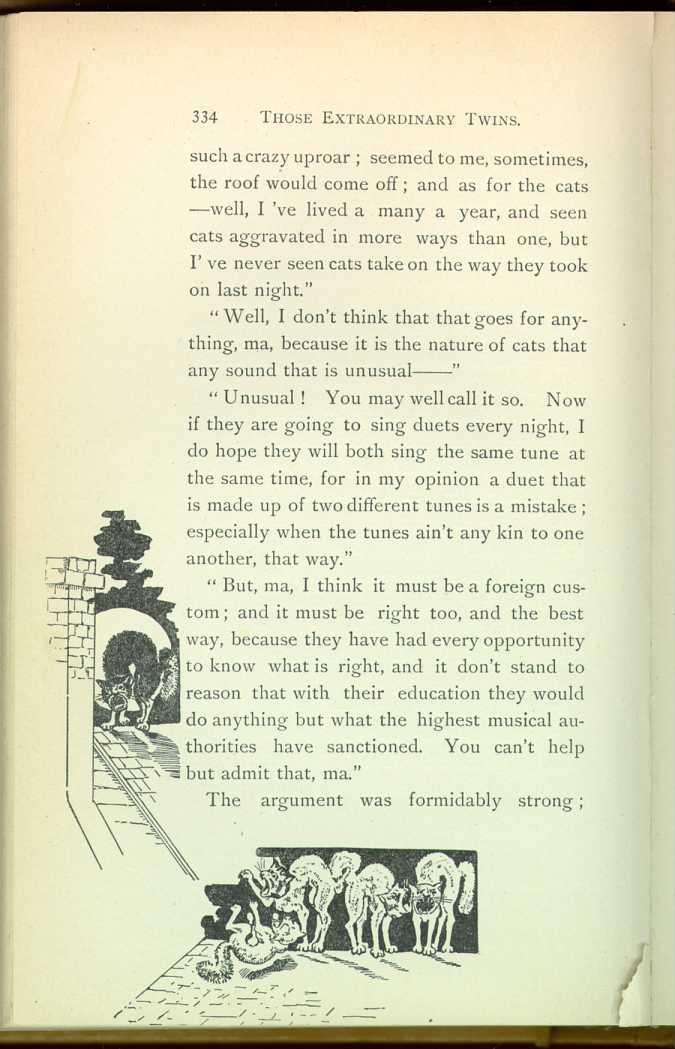 334 THOSE EXTRAORDINARY TWINS.
such a crazy uproar ; seemed to me, sometimes,
the roof would come off ; and as for the cats
—well, I 've lived a many a year, and seen
cats aggravated in more ways than one, but
I' ve never seen cats take on the way they took
on last night."
" Well, I don't think that that goes for any-
thing, ma, because it is the nature of cats that
any sound that is unusual——"
" Unusual ! You may well call it so. Now
if they are going to sing duets every night, I
do hope they will both sing the same tune at
the same time, for in my opinion a duet that
is made up of two different tunes is a mistake ;
especially when the tunes ain't any kin to one
another, that way."
" But, ma, I think it must be a foreign cus-
tom ; and it must be right too, and the best
way, because they have had every opportunity
to know what is right, and it don't stand to
reason that with their education they would
do anything but what the highest musical au-
thorities have sanctioned. You can't help
but admit that, ma."
The argument was formidably strong ;